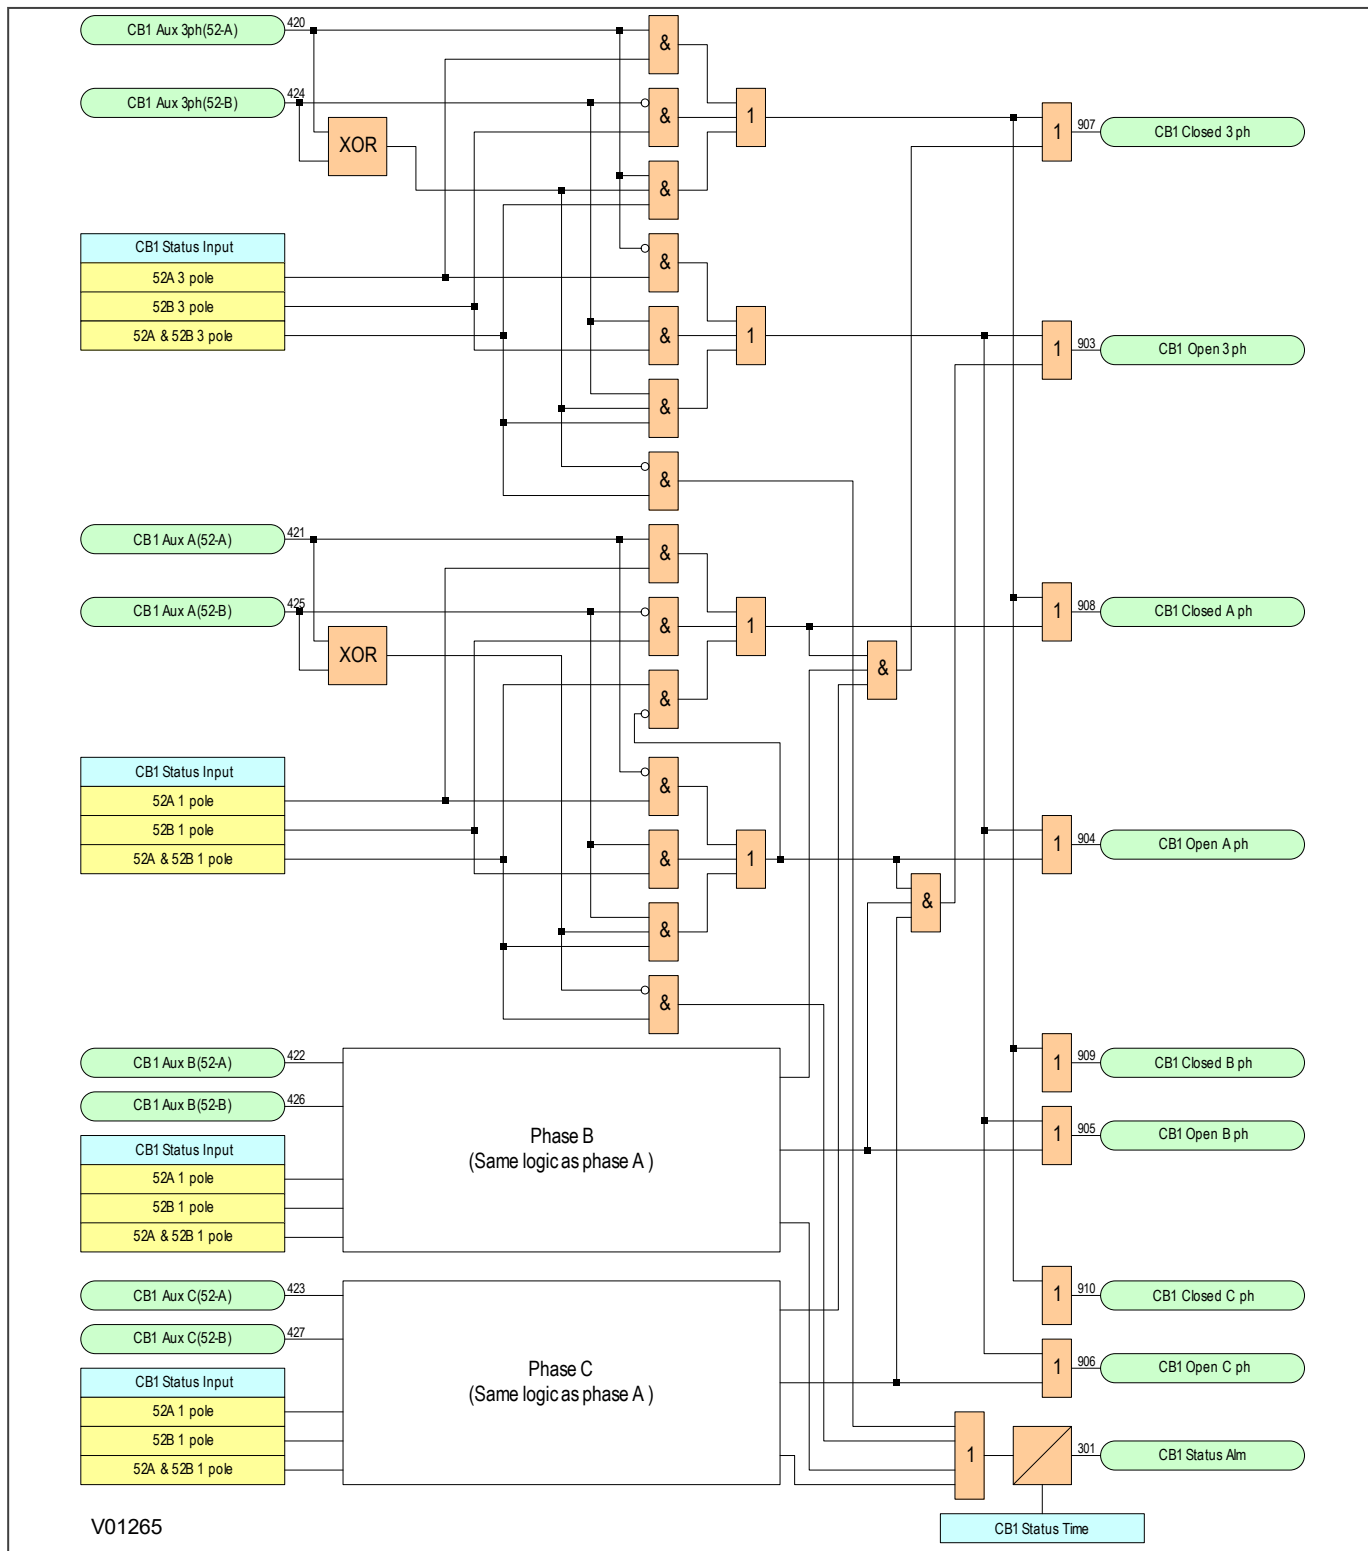 CB1 Aux 3ph(52-A)
420
&
CB1 Aux 3ph(52-B)
424
&
1
1
907
CB1 Closed 3 ph
XOR
&
CB1 Status Input
&
52A 3 pole
52B 3 pole
52A & 52B 3 pole
&
1
1
903
CB1 Open 3 ph
&
&
CB1 Aux A(52-A)
421
&
CB1 Aux A(52-B)
425
&
1
1
908
CB1 Closed A ph
XOR
&
&
CB1 Status Input
&
52A 1 pole
52B 1 pole
52A & 52B 1 pole
&
1
1
904
CB1 Open A ph
&
&
&
CB1 Aux B(52-A)
422
1
909
CB1 Closed B ph
CB1 Aux B(52-B)
426
Phase B
(Same logic as phase A )
1
905
CB1 Open B ph
CB1 Status Input
52A 1 pole
52B 1 pole
52A & 52B 1 pole
CB1 Aux C(52-A)
423
1
910
CB1 Closed C ph
CB1 Aux C(52-B)
427
Phase C
(Same logic as phase A )
1
906
CB1 Open C ph
CB1 Status Input
52A 1 pole
52B 1 pole
52A & 52B 1 pole
1
301
CB1 Status Alm
V01265
CB1 Status Time